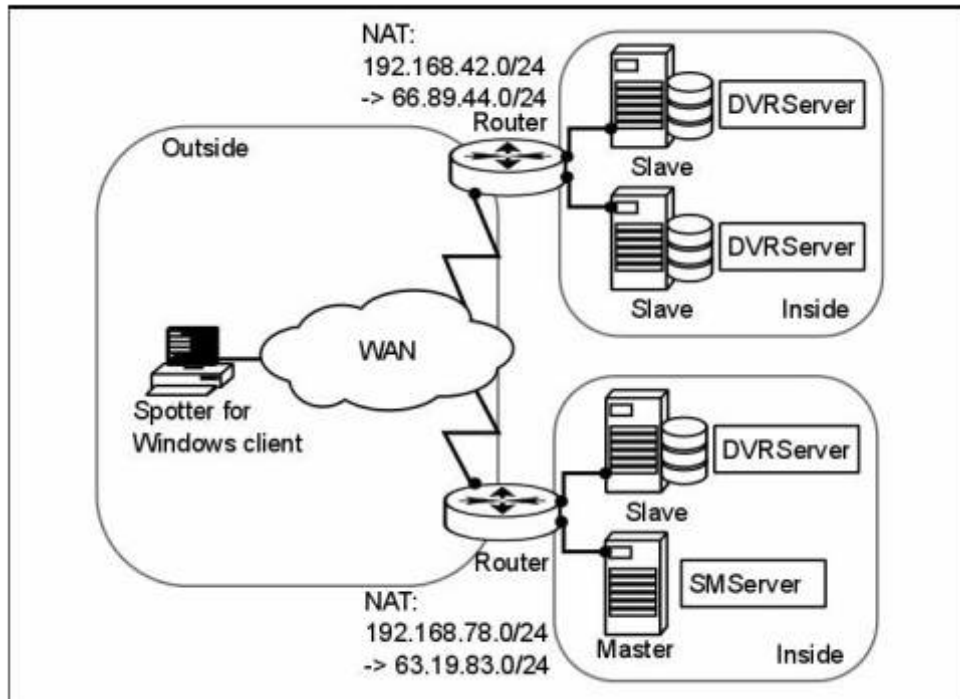 NAT:
192.168.42.0/24
-> 66.89.44.0/24
Router
Outside
DVRServer
Slave
DVRServer
Slave
Inside
WAN
Spotter for
Windows client
DVRServer
Slave
Router
SMServer
Master
Inside
NAT:
192.168.78.0/24
-> 63.19.83.0/24